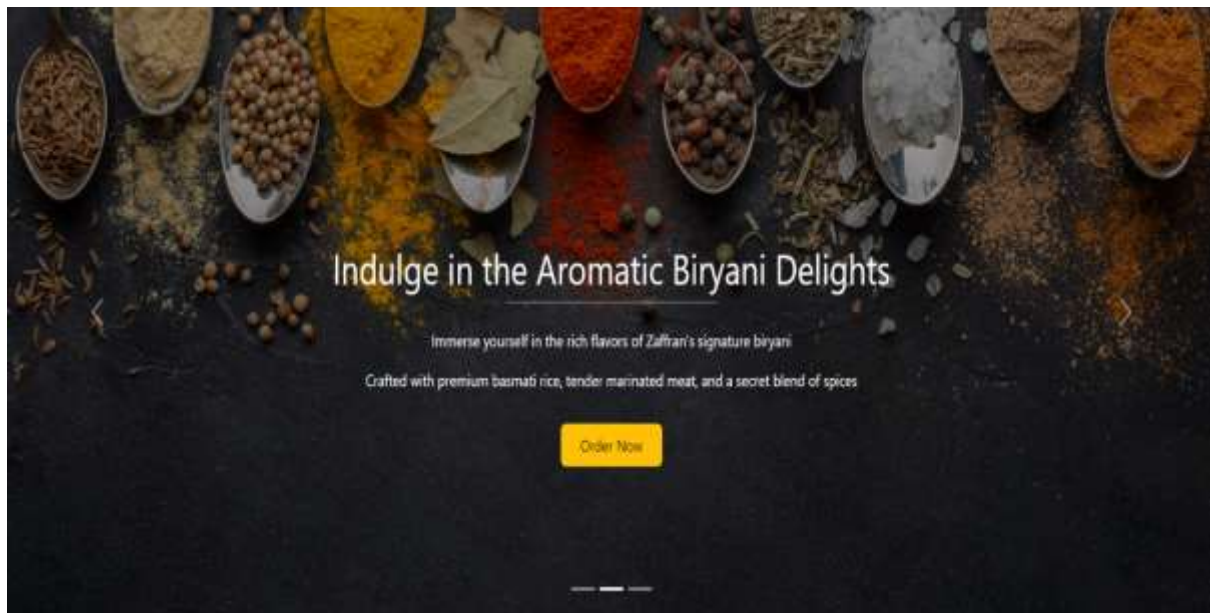 Indulge in the Aromatic Biryani Delights
Immerse yourself in the rich flavors of Zaffran's signature biryani
Crafted with premium basmati rice, tender marinated meat, and a secret blend of spices
Order Now